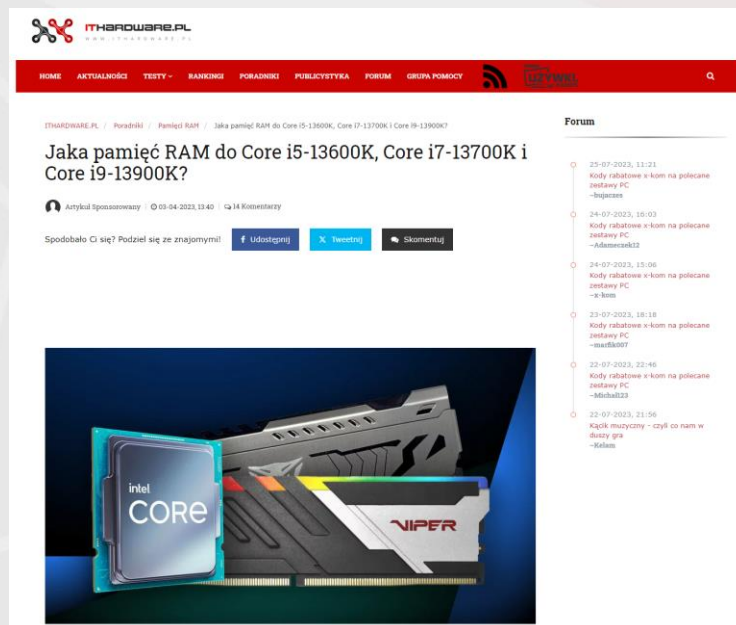 ITHARDWARE.PL
WWW.ITHARDWARE.PL
HOME AKTUALNOŚCI TESTY RANKINGI PORADNIKI PUBLICYSTYKA FORUM GRUPA POMOCY
ITHARDWARE.PL / Poradniki / Pamięci RAM / Jaka pamięć RAM do Core i5-13600K, Core i7-13700K i Core i9-13900K?
Jaka pamięć RAM do Core i5-13600K, Core i7-13700K i
Core i9-13900K?
Artykuł Sponsorowany 03-04-2023, 13:40 14 Komentarzy
Spodobało Ci się? Podziel się ze znajomymi! Udostępnij Tweetnij Skomentuj
intel
CORE
VIPER
Forum
25-07-2023, 11:21
Kody rabatowe x-kom na polecane
zestawy PC
~bujaczes
24-07-2023, 16:03
Kody rabatowe x-kom na polecane
zestawy PC
~Adameczek12
24-07-2023, 15:06
Kody rabatowe x-kom na polecane
zestawy PC
~x-kom
23-07-2023, 18:18
Kody rabatowe x-kom na polecane
zestawy PC
~marfik007
22-07-2023, 22:46
Kody rabatowe x-kom na polecane
zestawy PC
~Michall23
22-07-2023, 21:56
Kącik muzyczny - czyli co nam w
duszy gra
~Kelam